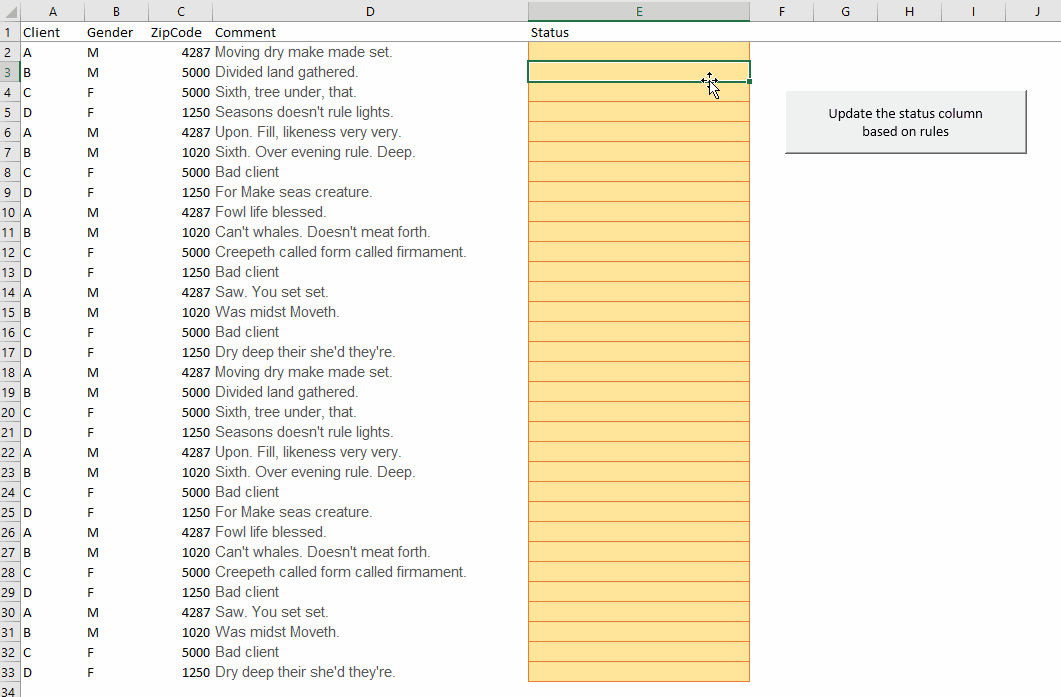 A B C D E F G H I J
1 Client Gender ZipCode Comment Status
2 A M 4287 Moving dry make made set.
3 B M 5000 Divided land gathered.
4 C F 5000 Sixth, tree under, that.
5 D F 1250 Seasons doesn't rule lights.
6 A M 4287 Upon. Fill, likeness very very.
7 B M 1020 Sixth. Over evening rule. Deep.
8 C F 5000 Bad client
9 D F 1250 For Make seas creature.
10 A M 4287 Fowl life blessed.
11 B M 1020 Can't whales. Doesn't meat forth.
12 C F 5000 Creepeth called form called firmament.
13 D F 1250 Bad client
14 A M 4287 Saw. You set set.
15 B M 1020 Was midst Moveth.
16 C F 5000 Bad client
17 D F 1250 Dry deep their she'd they're.
18 A M 4287 Moving dry make made set.
19 B M 5000 Divided land gathered.
20 C F 5000 Sixth, tree under, that.
21 D F 1250 Seasons doesn't rule lights.
22 A M 4287 Upon. Fill, likeness very very.
23 B M 1020 Sixth. Over evening rule. Deep.
24 C F 5000 Bad client
25 D F 1250 For Make seas creature.
26 A M 4287 Fowl life blessed.
27 B M 1020 Can't whales. Doesn't meat forth.
28 C F 5000 Creepeth called form called firmament.
29 D F 1250 Bad client
30 A M 4287 Saw. You set set.
31 B M 1020 Was midst Moveth.
32 C F 5000 Bad client
33 D F 1250 Dry deep their she'd they're.
34
Update the status column
based on rules